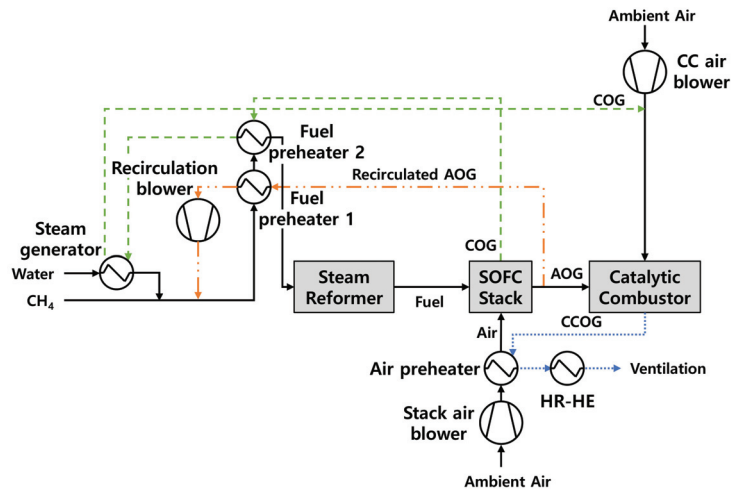 Ambient Air
CC air
blower
COG
Fuel
preheater 2
Recirculation
blower
Recirculated AOG
Fuel
preheater 1
Steam
generator
Water
CH₄
COG
Steam
Reformer
Fuel
SOFC
Stack
AOG
Catalytic
Combustor
Air
CCOG
Air preheater
Ventilation
HR-HE
Stack air
blower
Ambient Air